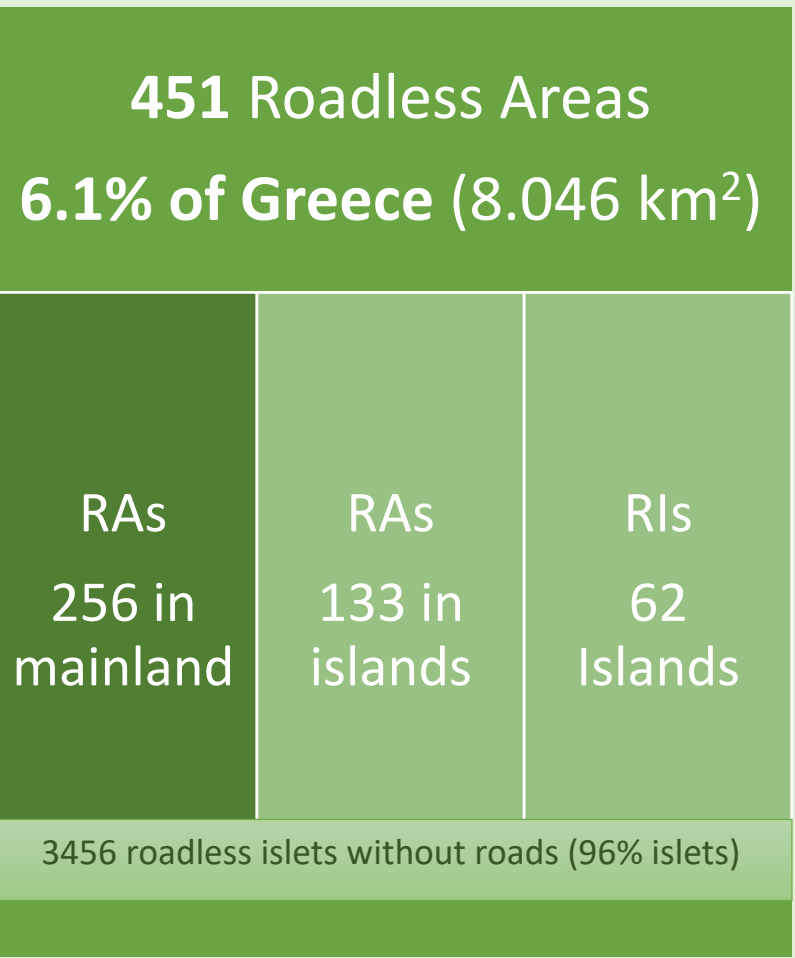 451 Roadless Areas
6.1% of Greece (8.046 km²)
RAs
256 in
mainland
RAs
133 in
islands
RIs
62
Islands
3456 roadless islets without roads (96% islets)